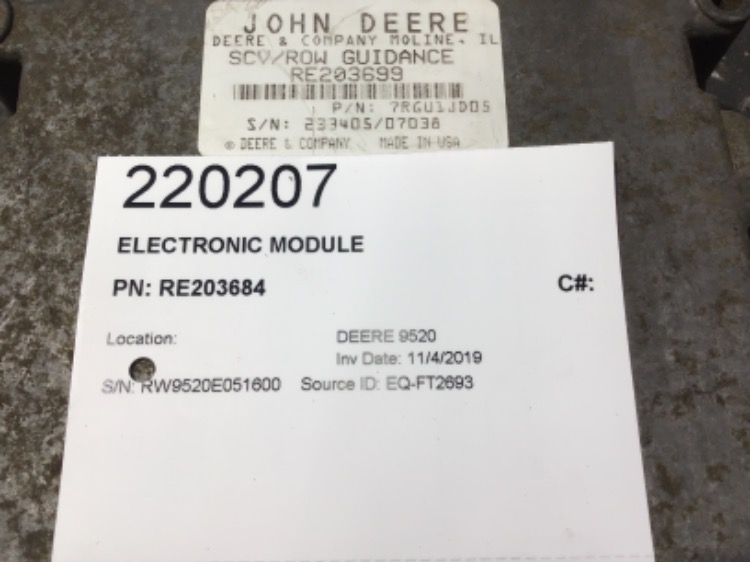 JOHN DEERE
DEERE & COMPANY MOLINE, IL
SCV/ROW GUIDANCE
RE203699
P/N: 7RGU1JD05
S/N: 233405/07038
© DEERE & COMPANY MADE IN USA
220207
ELECTRONIC MODULE
PN: RE203684 C#:
Location: DEERE 9520
Inv Date: 11/4/2019
S/N: RW9520E051600 Source ID: EQ-FT2693